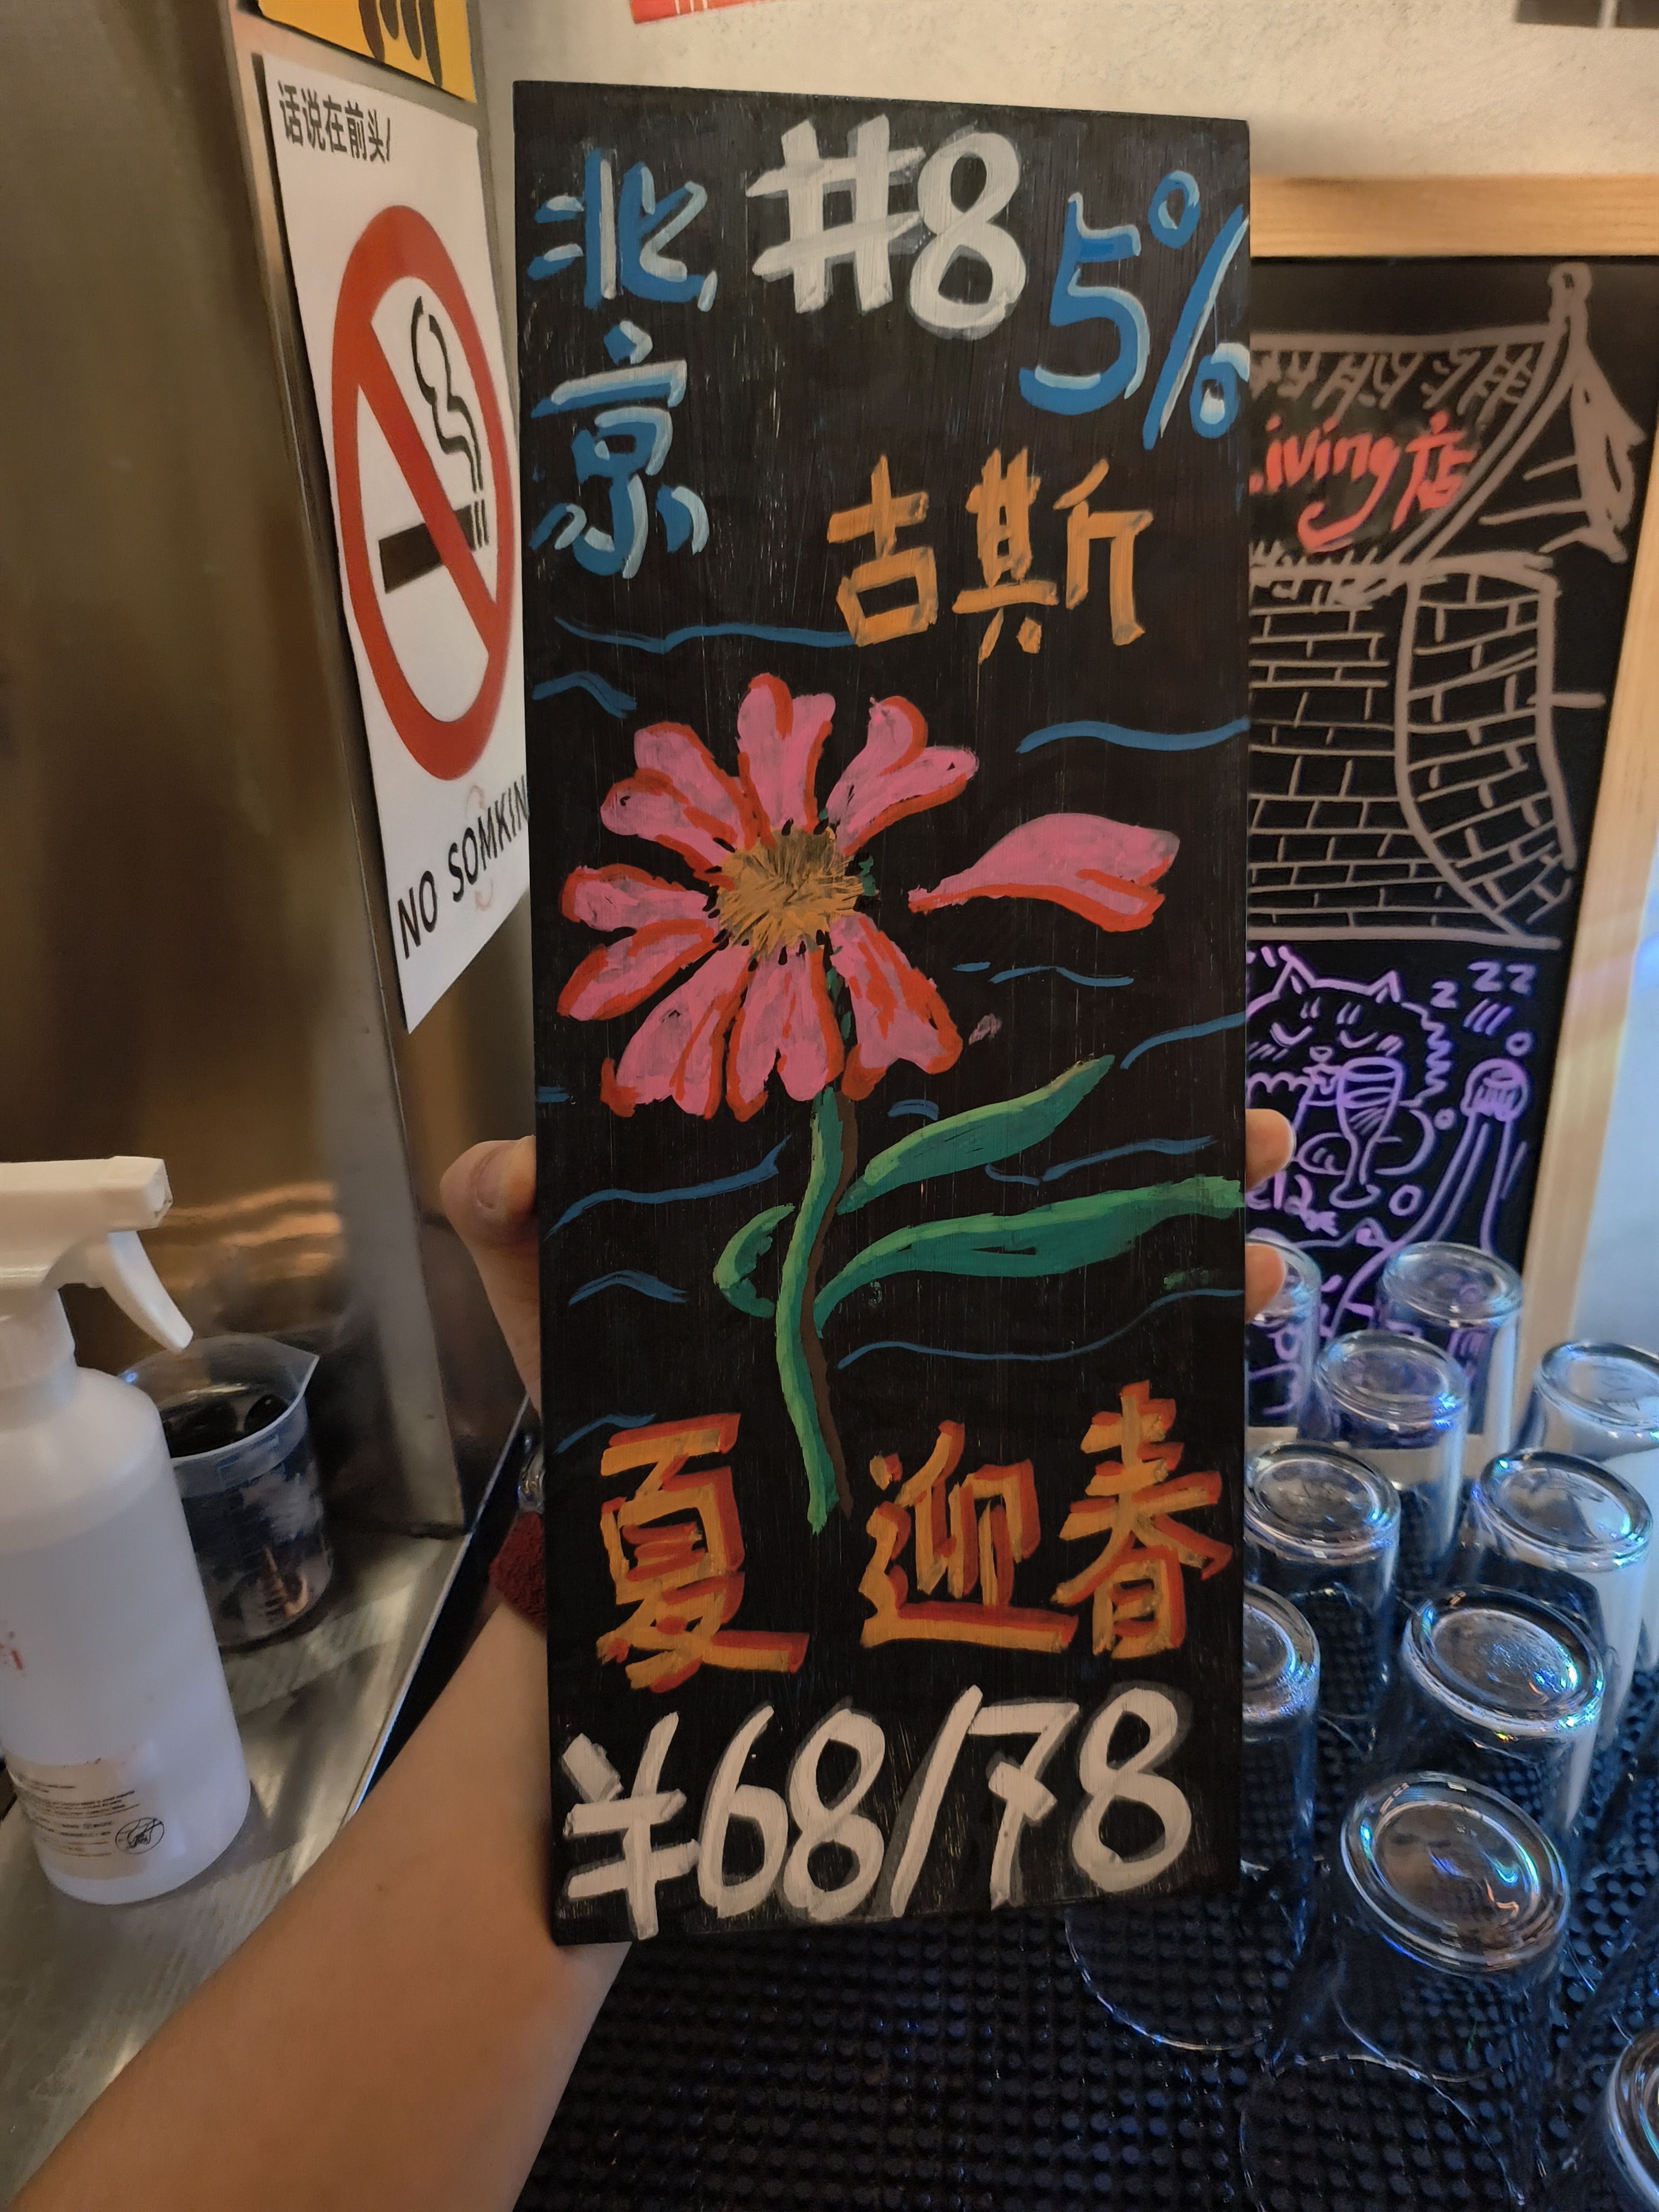 话说在前头/
NO SOMKIN
北京
#8
5%
古斯
夏 迎春
¥68/78
Living店
zzz